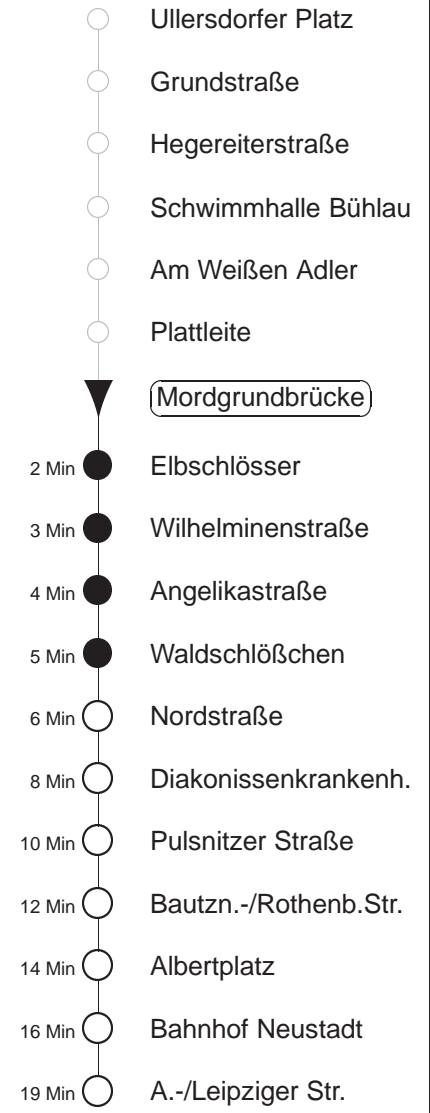 Ullersdorfer Platz
Grundstraße
Hegereiterstraße
Schwimmhalle Bühlau
Am Weißen Adler
Plattleite
Mordgrundbrücke
2 Min Elbschlösser
3 Min Wilhelminenstraße
4 Min Angelikastraße
5 Min Waldschlößchen
6 Min Nordstraße
8 Min Diakonissenkrankenh.
10 Min Pulsnitzer Straße
12 Min Bautzn.-/Rothenb.Str.
14 Min Albertplatz
16 Min Bahnhof Neustadt
19 Min A.-/Leipziger Str.